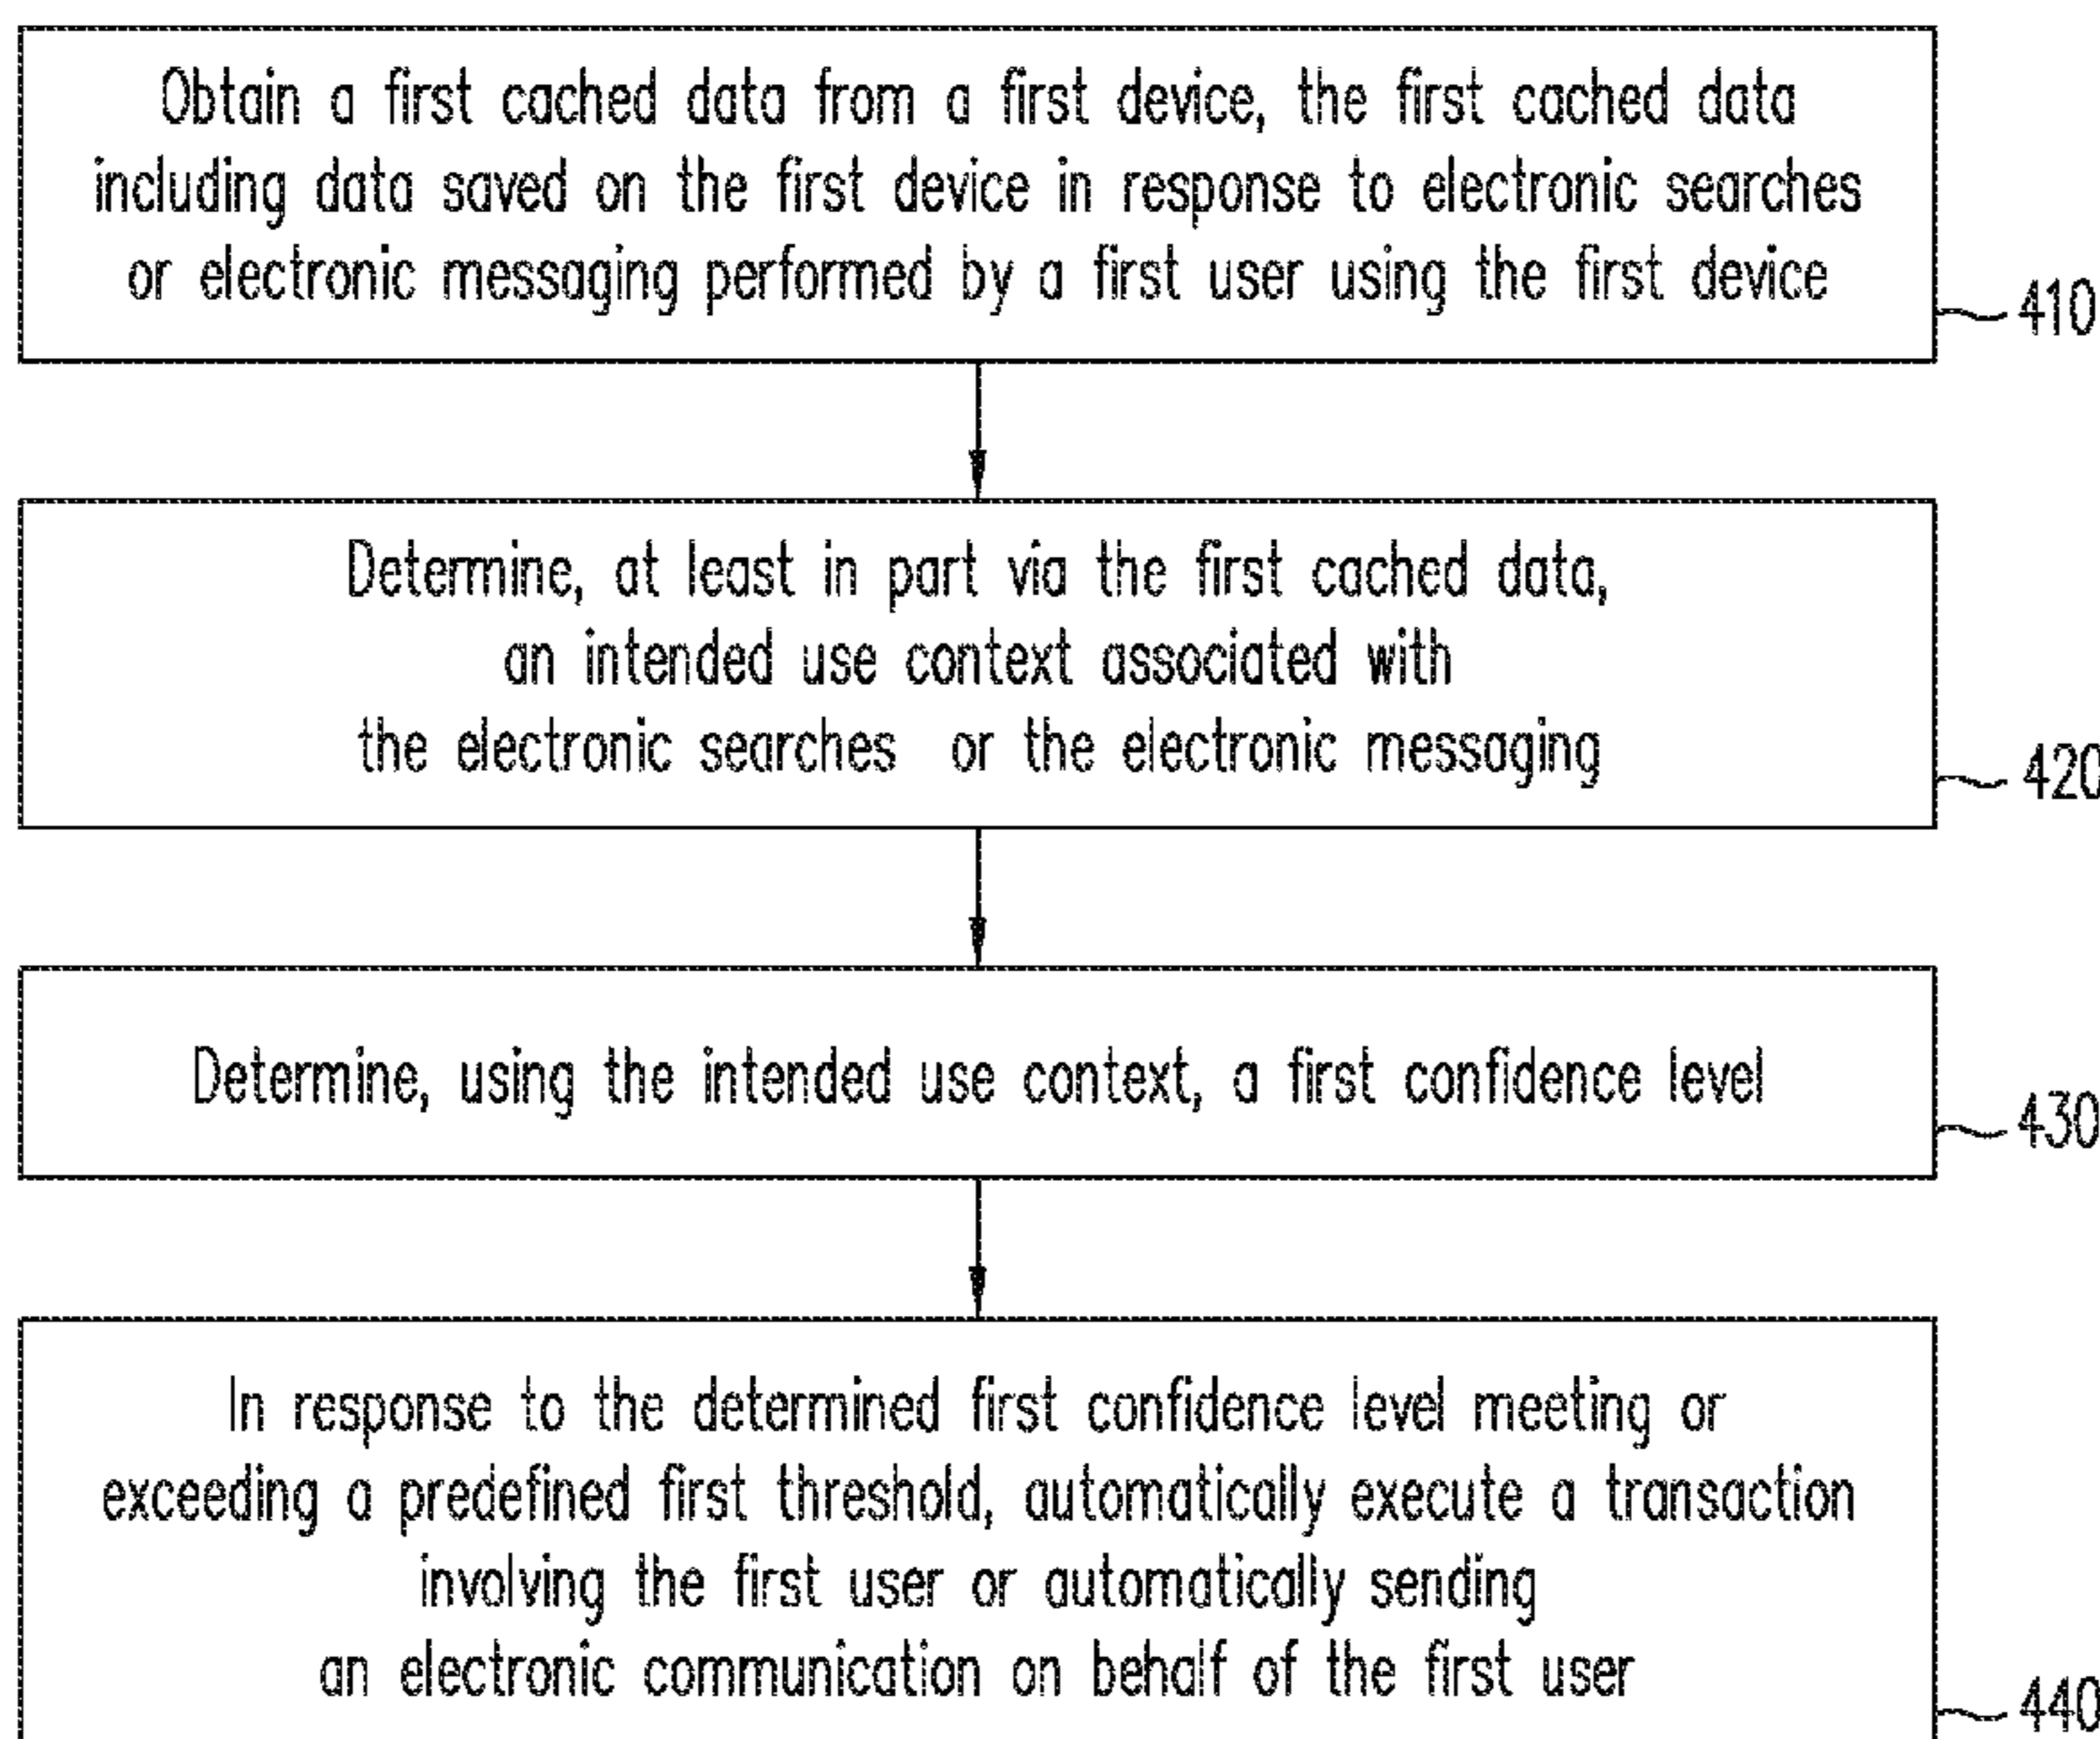 Obtain a first cached data from a first device, the first cached data
including data saved on the first device in response to electronic searches
or electronic messaging performed by a first user using the first device
410
Determine, at least in part via the first cached data,
an intended use context associated with
the electronic searches or the electronic messaging
420
Determine, using the intended use context, a first confidence level
430
In response to the determined first confidence level meeting or
exceeding a predefined first threshold, automatically execute a transaction
involving the first user or automatically sending
an electronic communication on behalf of the first user
440